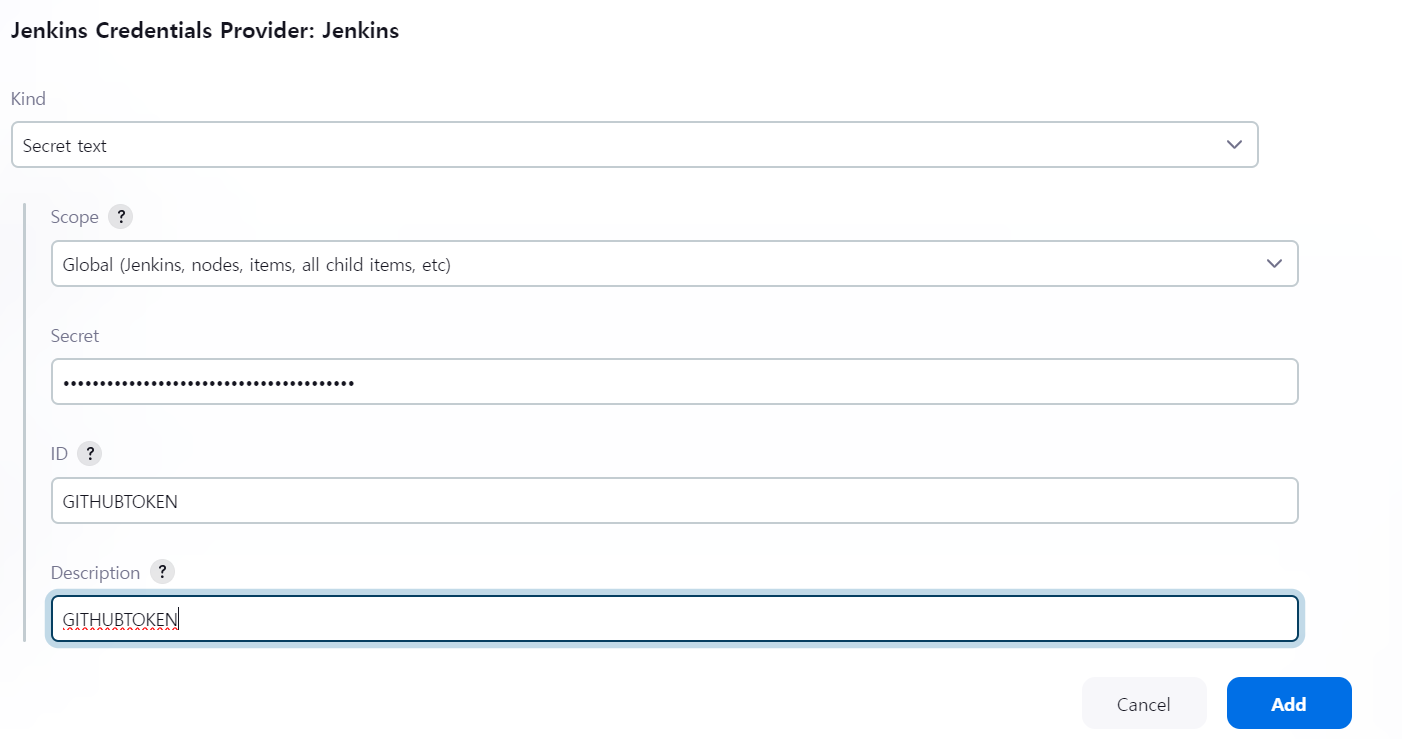 Jenkins Credentials Provider: Jenkins
Kind
Secret text
Scope ?
Global (Jenkins, nodes, items, all child items, etc)
Secret
••••••••••••••••••••••••••••••••••••••••
ID ?
GITHUBTOKEN
Description ?
GITHUBTOKEN
Cancel
Add